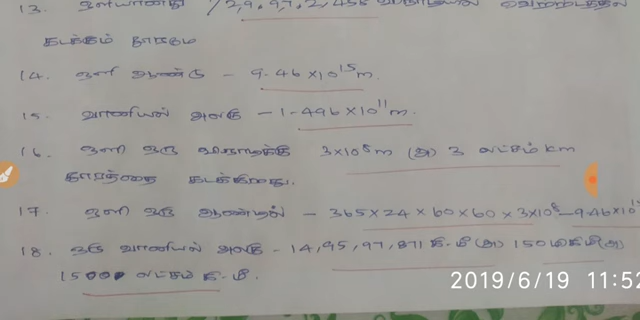 13. ஒளியானது 1/2,9,97,2,458 வெற்றிடத்தில்
கடக்கும் தூரம்
14. ஒளி ஆண்டு - 9.46×10¹⁵m.
15. வானியல் அலகு - 1.496×10¹¹m.
16. ஒளி ஒரு 3×10⁸m (அ) 3 லட்சம் km
தூரத்தை கடக்கிறது.
17. ஒளி ஒரு ஆண்டில் - 365×24×60×60×3×10⁸ 9.46×10
18. ஒரு வானியல் அலகு - 14,95,97,871 கி.மீ (அ) 150 மிகிமீ (அ)
லட்சம் கி.மீ.
2019/6/19 11:52